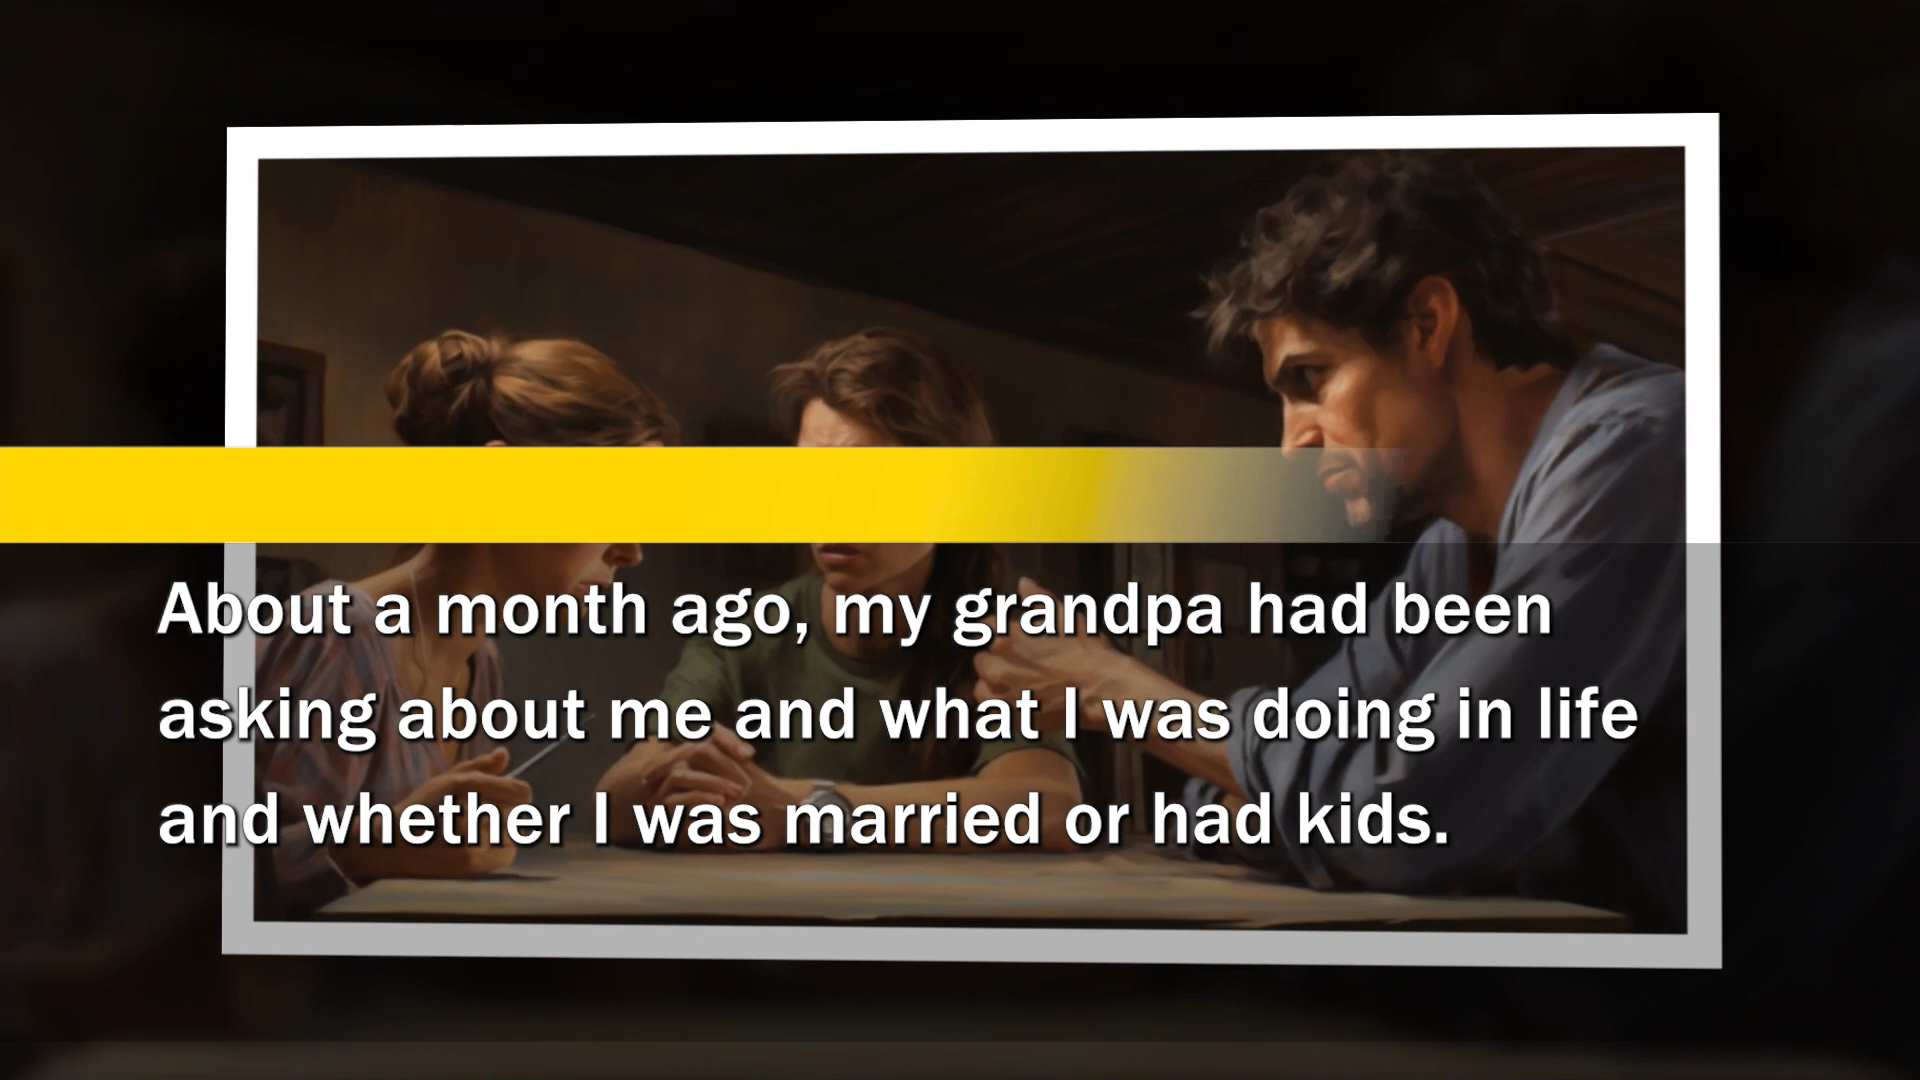 About a month ago, my grandpa had been
asking about me and what I was doing in life
and whether I was married or had kids.